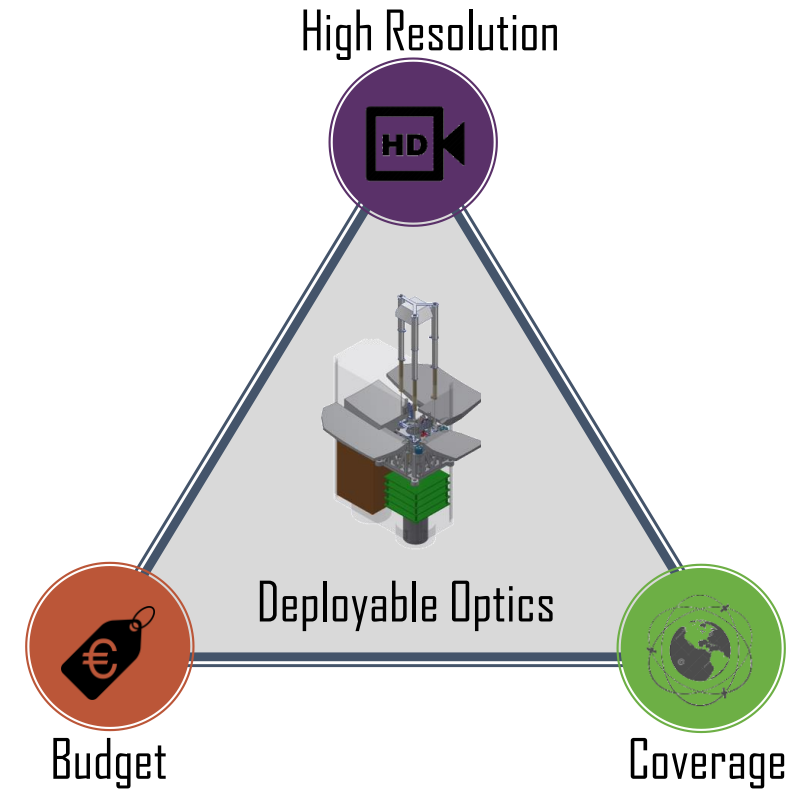 High Resolution
HD
Deployable Optics
€
Budget
Coverage